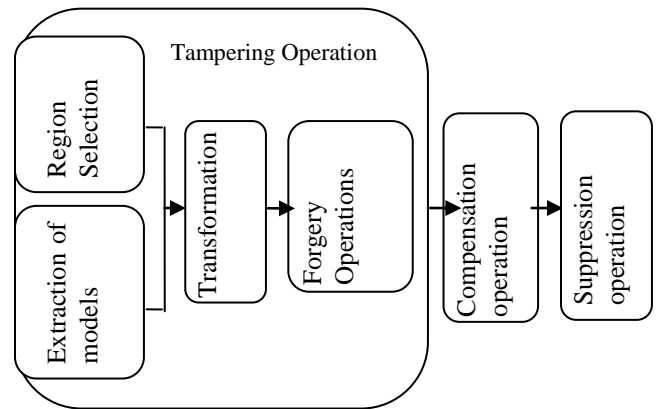 Tampering Operation
Region
Selection
Extraction of
models
Transformation
Forgery
Operations
Compensation
operation
Suppression
operation